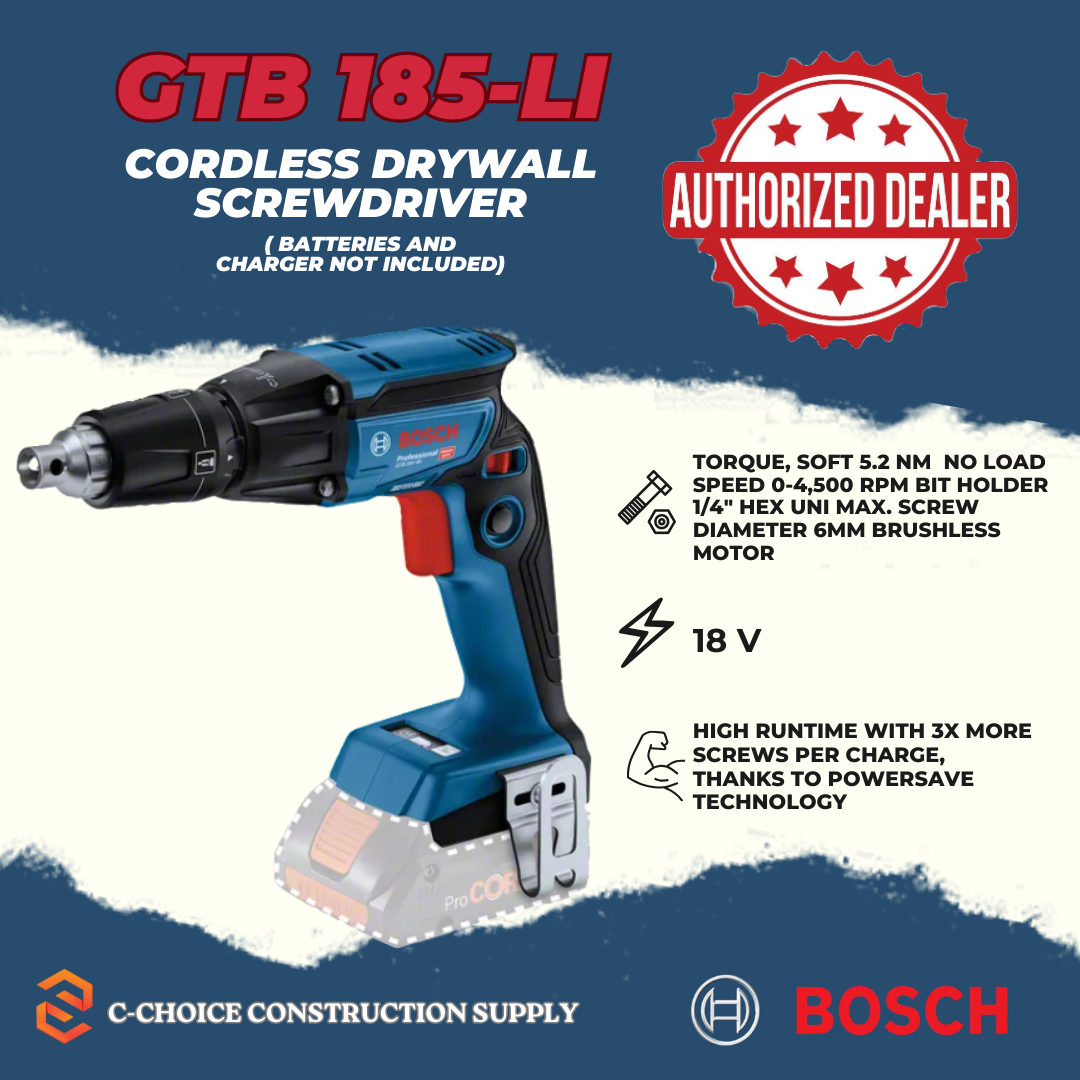 GTB 185-LI
CORDLESS DRYWALL
SCREWDRIVER
( BATTERIES AND
CHARGER NOT INCLUDED)
AUTHORIZED DEALER
BOSCH
Professional
TORQUE, SOFT 5.2 NM NO LOAD
SPEED 0-4,500 RPM BIT HOLDER
1/4" HEX UNI MAX. SCREW
DIAMETER 6MM BRUSHLESS
MOTOR
18 V
HIGH RUNTIME WITH 3X MORE
SCREWS PER CHARGE,
THANKS TO POWERSAVE
TECHNOLOGY
Pro
C-CHOICE CONSTRUCTION SUPPLY
BOSCH